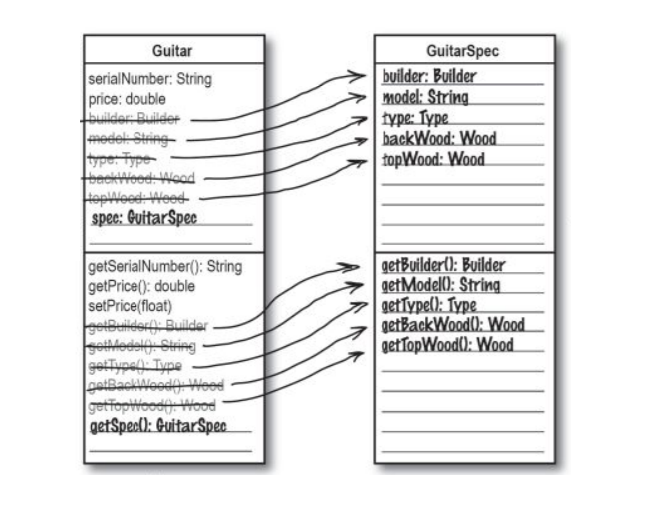 Guitar
serialNumber: String
price: double
builder: Builder
model: String
type: Type
backWood: Wood
topWood: Wood
spec: GuitarSpec
getSerialNumber(): String
getPrice(): double
setPrice(float)
getBuilder(): Builder
getModel(): String
getType(): Type
getBackWood(): Wood
getTopWood(): Wood
getSpec(): GuitarSpec
GuitarSpec
builder: Builder
model: String
type: Type
backWood: Wood
topWood: Wood
getBuilder(): Builder
getModel(): String
getType(): Type
getBackWood(): Wood
getTopWood(): Wood